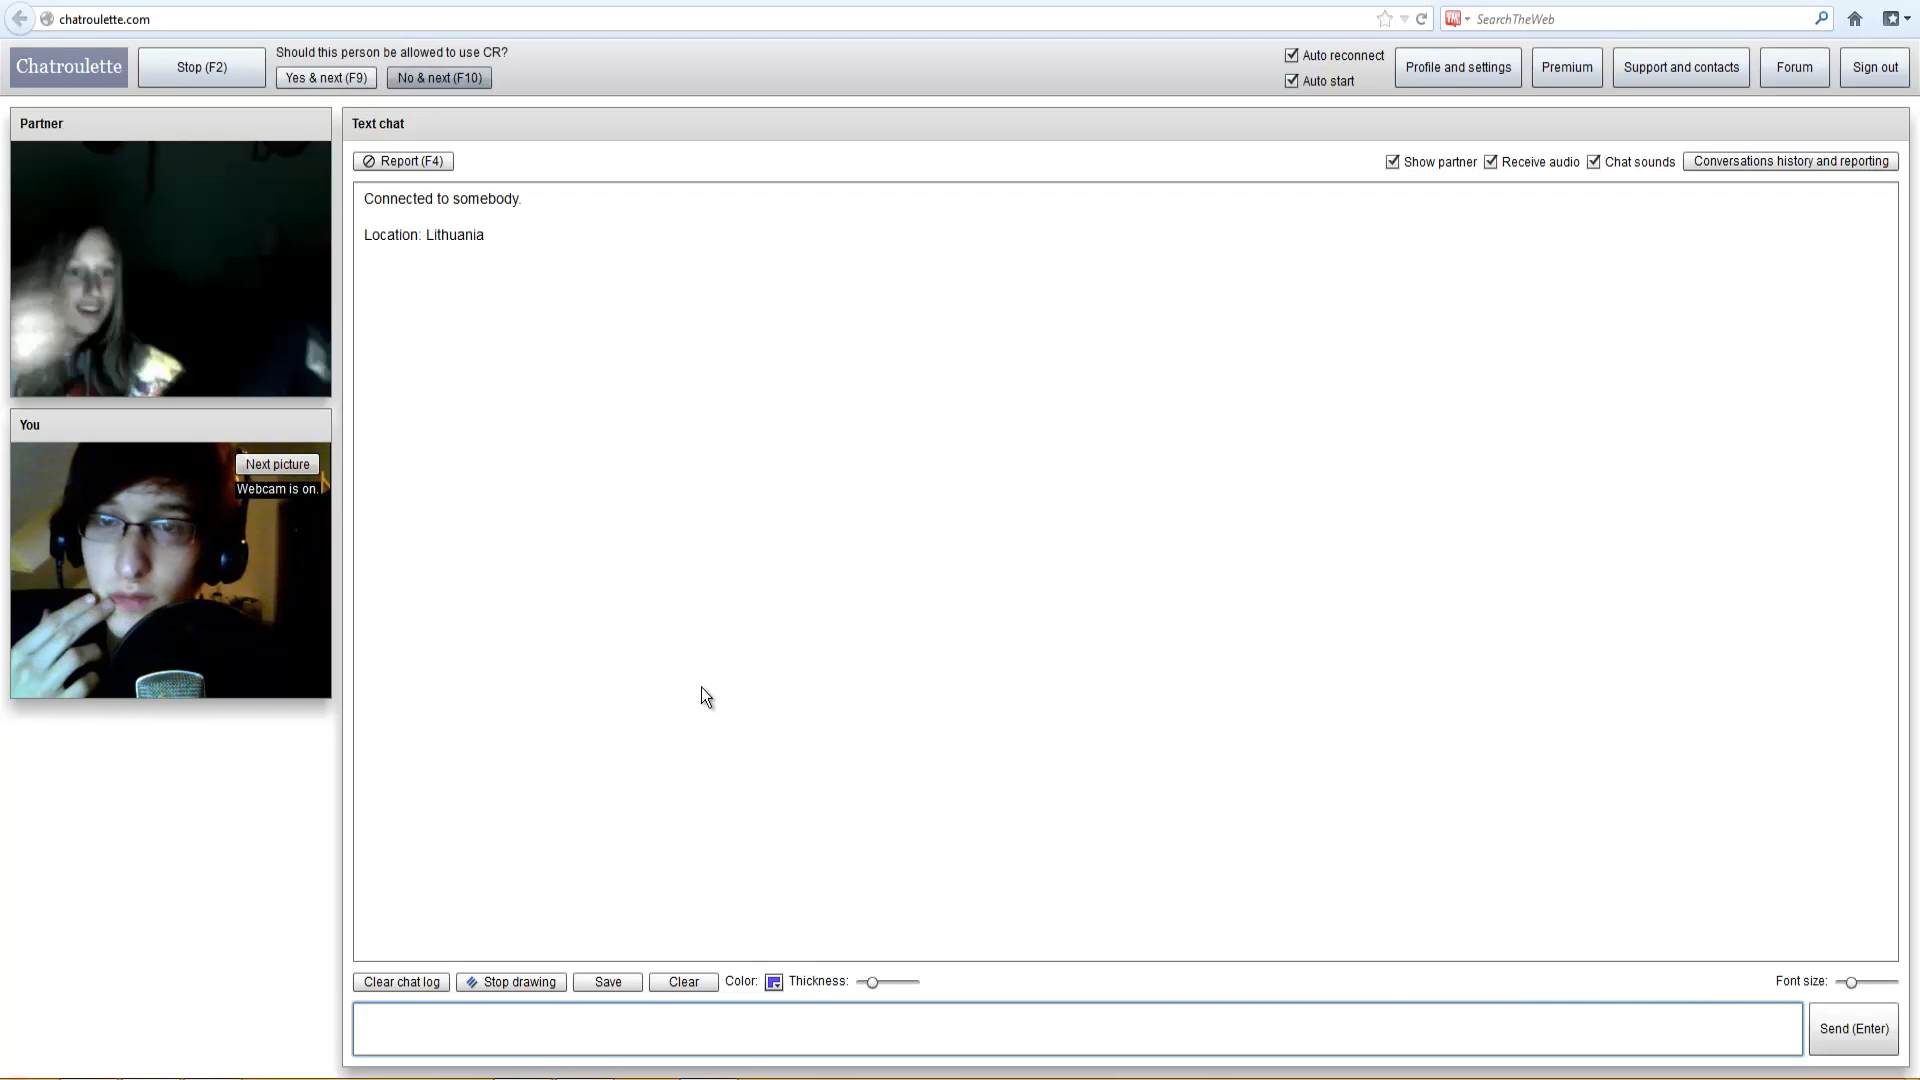 chatroulette.com
SearchTheWeb
Chatroulette
Stop (F2)
Should this person be allowed to use CR?
Yes & next (F9)
No & next (F10)
Auto reconnect
Auto start
Profile and settings
Premium
Support and contacts
Forum
Sign out
Partner
Text chat
Report (F4)
Show partner
Receive audio
Chat sounds
Conversations history and reporting
Connected to somebody.
Location: Lithuania
You
Next picture
Webcam is on.
Clear chat log
Stop drawing
Save
Clear
Color:
Thickness:
Font size:
Send (Enter)